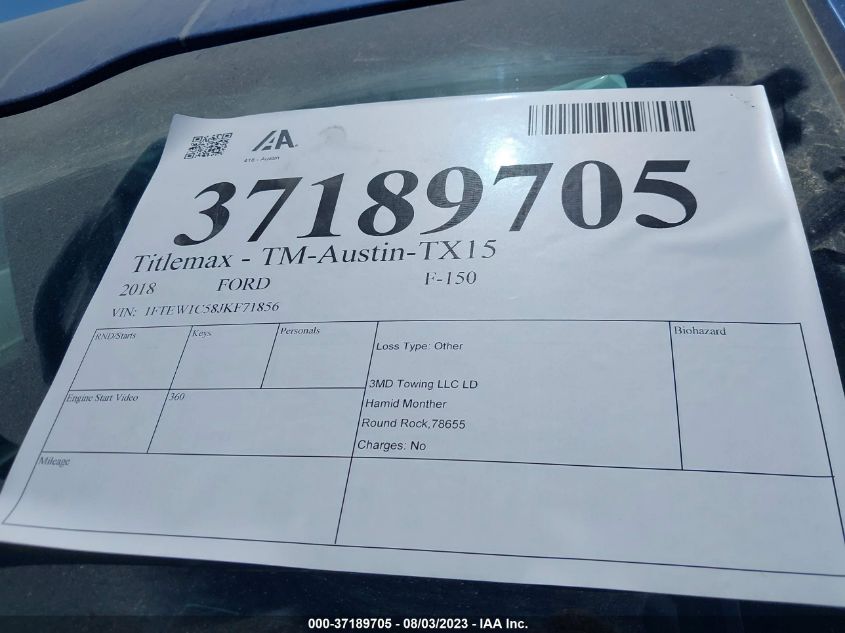 IAA
416 - Austin
37189705
Titlemax - TM-Austin-TX15
2018 FORD F-150
VIN: 1FTEW1C58JKF71856
RND/Starts Keys Personals
Loss Type: Other
Biohazard
3MD Towing LLC LD
Engine Start Video 360
Hamid Monther
Round Rock,78655
Charges: No
Mileage
000-37189705 - 08/03/2023 - IAA Inc.